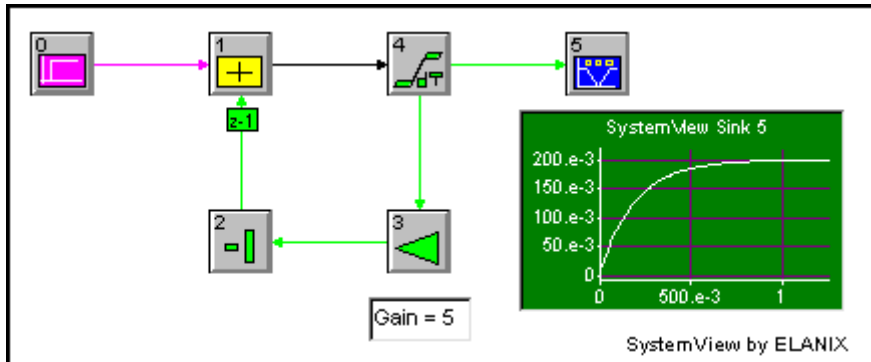 0
1
4
5
z-1
2
3
Gain = 5
SystemView Sink 5
200.e-3
150.e-3
100.e-3
50.e-3
0
0 500.e-3 1
SystemView by ELANIX